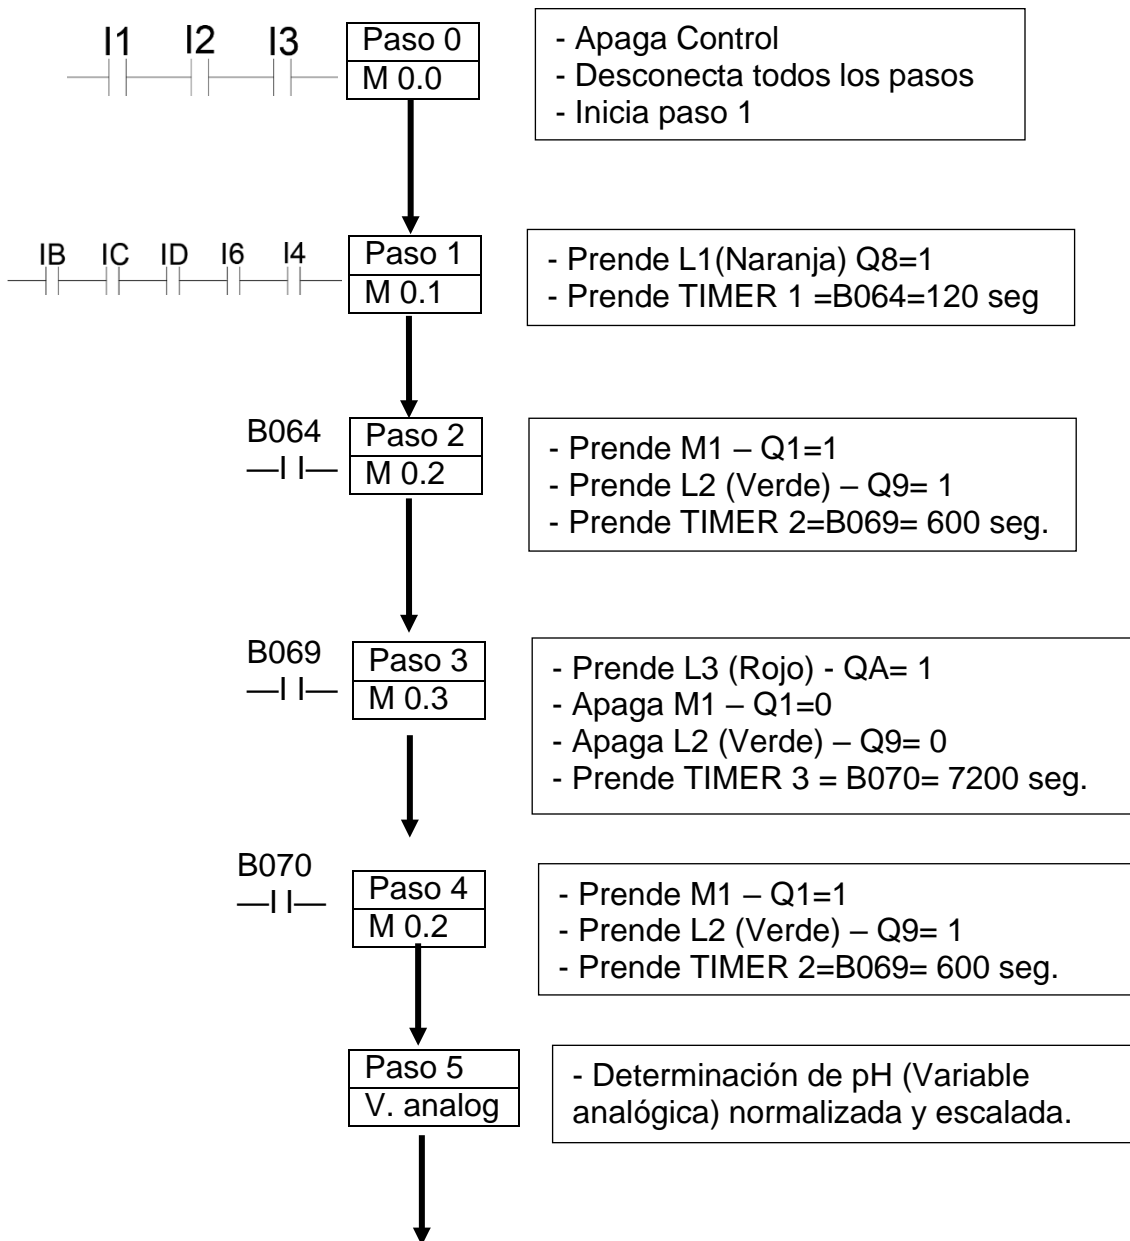 I1 I2 I3
Paso 0
M 0.0
- Apaga Control
- Desconecta todos los pasos
- Inicia paso 1
IB IC ID I6 I4
Paso 1
M 0.1
- Prende L1(Naranja) Q8=1
- Prende TIMER 1 =B064=120 seg
B064
Paso 2
M 0.2
- Prende M1 – Q1=1
- Prende L2 (Verde) – Q9= 1
- Prende TIMER 2=B069= 600 seg.
B069
Paso 3
M 0.3
- Prende L3 (Rojo) - QA= 1
- Apaga M1 – Q1=0
- Apaga L2 (Verde) – Q9= 0
- Prende TIMER 3 = B070= 7200 seg.
B070
Paso 4
M 0.2
- Prende M1 – Q1=1
- Prende L2 (Verde) – Q9= 1
- Prende TIMER 2=B069= 600 seg.
Paso 5
V. analog
- Determinación de pH (Variable
analógica) normalizada y escalada.